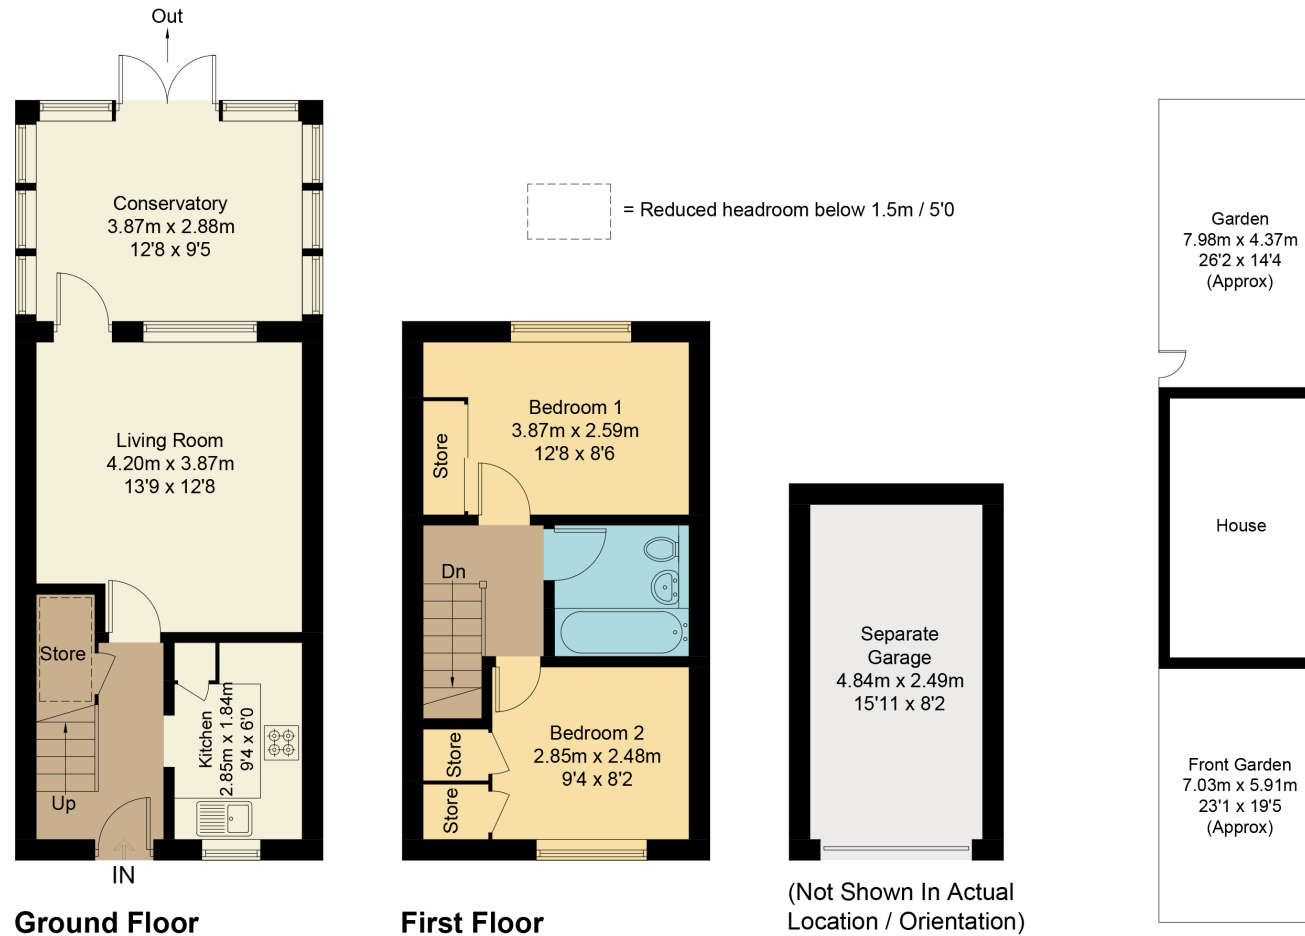 Out
Conservatory
3.87m x 2.88m
12'8 x 9'5
= Reduced headroom below 1.5m / 5'0
Garden
7.98m x 4.37m
26'2 x 14'4
(Approx)
Living Room
4.20m x 3.87m
13'9 x 12'8
Bedroom 1
3.87m x 2.59m
12'8 x 8'6
Store
House
Dn
Store
Separate
Garage
4.84m x 2.49m
15'11 x 8'2
Kitchen
2.85m x 1.84m
9'4 x 6'0
Up
Bedroom 2
2.85m x 2.48m
9'4 x 8'2
Store
Store
Front Garden
7.03m x 5.91m
23'1 x 19'5
(Approx)
IN
(Not Shown In Actual
Location / Orientation)
Ground Floor
First Floor